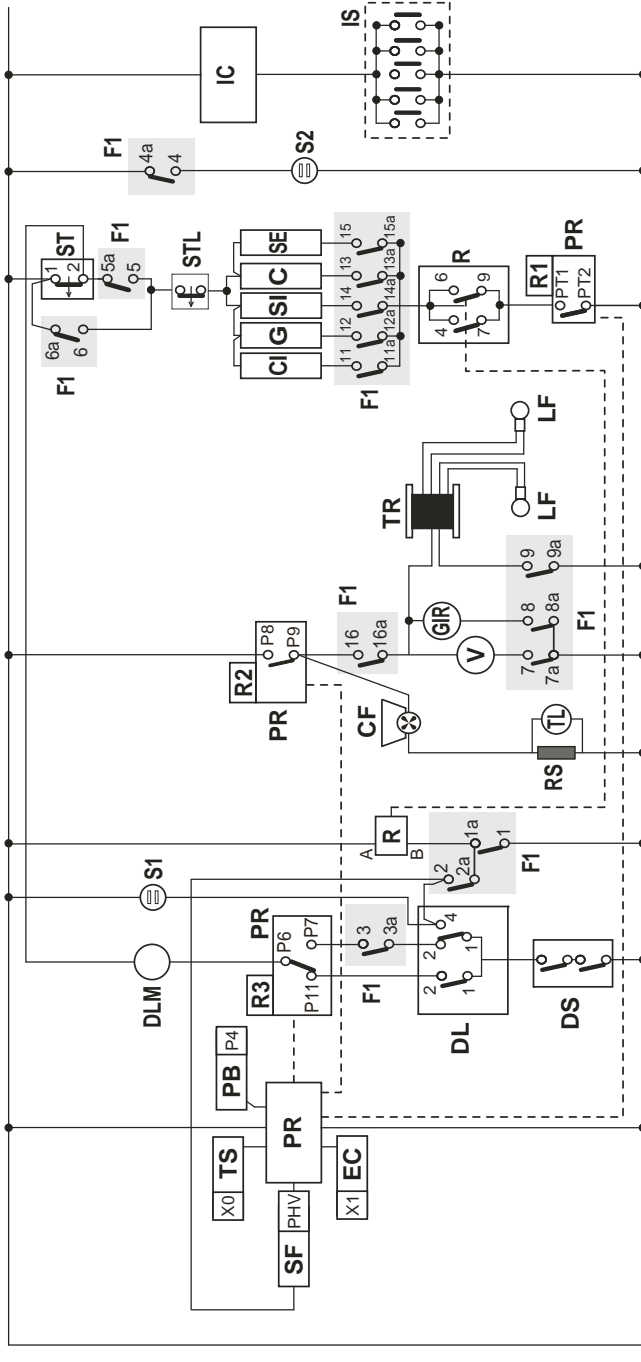 SF
PHV
X0
TS
PR
X1
EC
PB
P4
DLM
R3
PR
P6
P11
P7
3
3a
F1
2
2
4
1
1
DL
DS
S1
A
R
B
2
2a
1a
1
F1
R2
P8
P9
PR
CF
RS
TL
16
16a
F1
V
GIR
7
7a
8
8a
9
9a
F1
TR
LF
LF
F1
6a
6
1
2
ST
5a
5
F1
STL
CI
G
SI
C
SE
11
12
14
13
15
11a
12a
14a
13a
15a
F1
4
6
7
9
R
R1
PT1
PT2
PR
F1
4a
4
S2
IC
IS